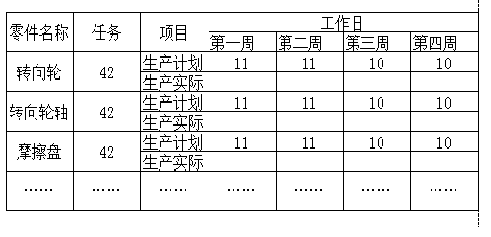 零件名称 任务 项目 工作日
第一周 第二周 第三周 第四周
转向轮 42 生产计划 11 11 10 10
生产实际
转向轮轴 42 生产计划 11 11 10 10
生产实际
摩擦盘 42 生产计划 11 11 10 10
生产实际
…… …… …… …… …… …… ……